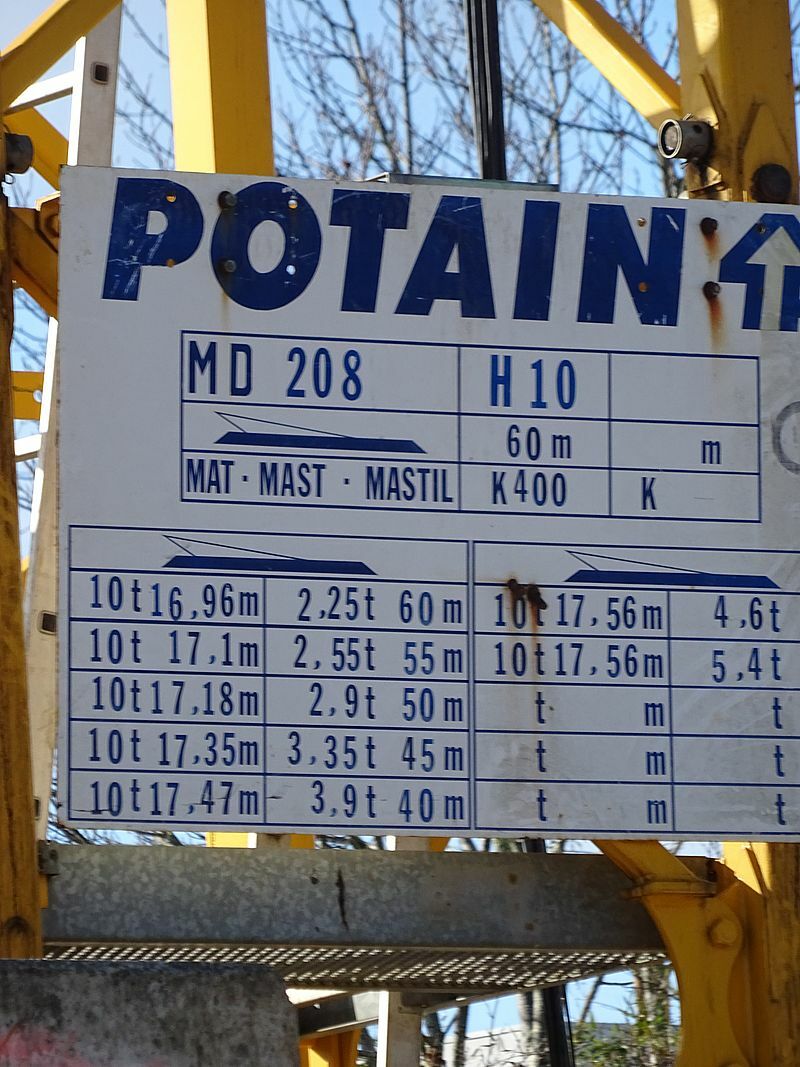 POTAIN
MD 208 H10
60m m
MAT · MAST · MASTIL K400 K
10t 16,96m 2,25t 60m 10t 17,56m 4,6t
10t 17,1m 2,55t 55m 10t 17,56m 5,4t
10t 17,18m 2,9t 50m t m t
10t 17,35m 3,35t 45m t m t
10t 17,47m 3,9t 40m t m t